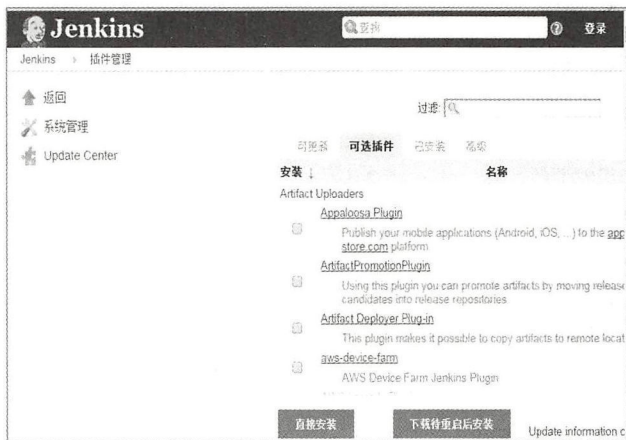 Jenkins
查找
登录
Jenkins > 插件管理
返回
系统管理
Update Center
过滤:
可更新 可选插件 已安装 高级
安装 ↓ 名称
Artifact Uploaders
Appaloosa Plugin
Publish your mobile applications (Android, iOS, ...) to the app
store.com platform
ArtifactPromotionPlugin
Using this plugin you can promote artifacts by moving release
candidates into release repositories
Artifact Deployer Plug-in
This plugin makes it possible to copy artifacts to remote locat
aws-device-farm
AWS Device Farm Jenkins Plugin
直接安装 下载待重启后安装 Update information c